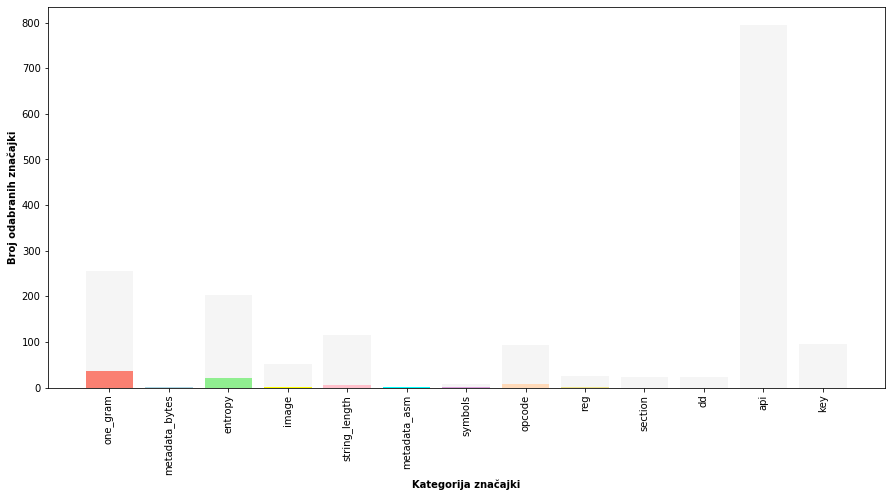 800
700
600
500
400
300
200
100
0
Broj odabranih značajki
one_gram
metadata_bytes
entropy
image
string_length
metadata_asm
symbols
opcode
reg
section
dd
api
key
Kategorija značajki